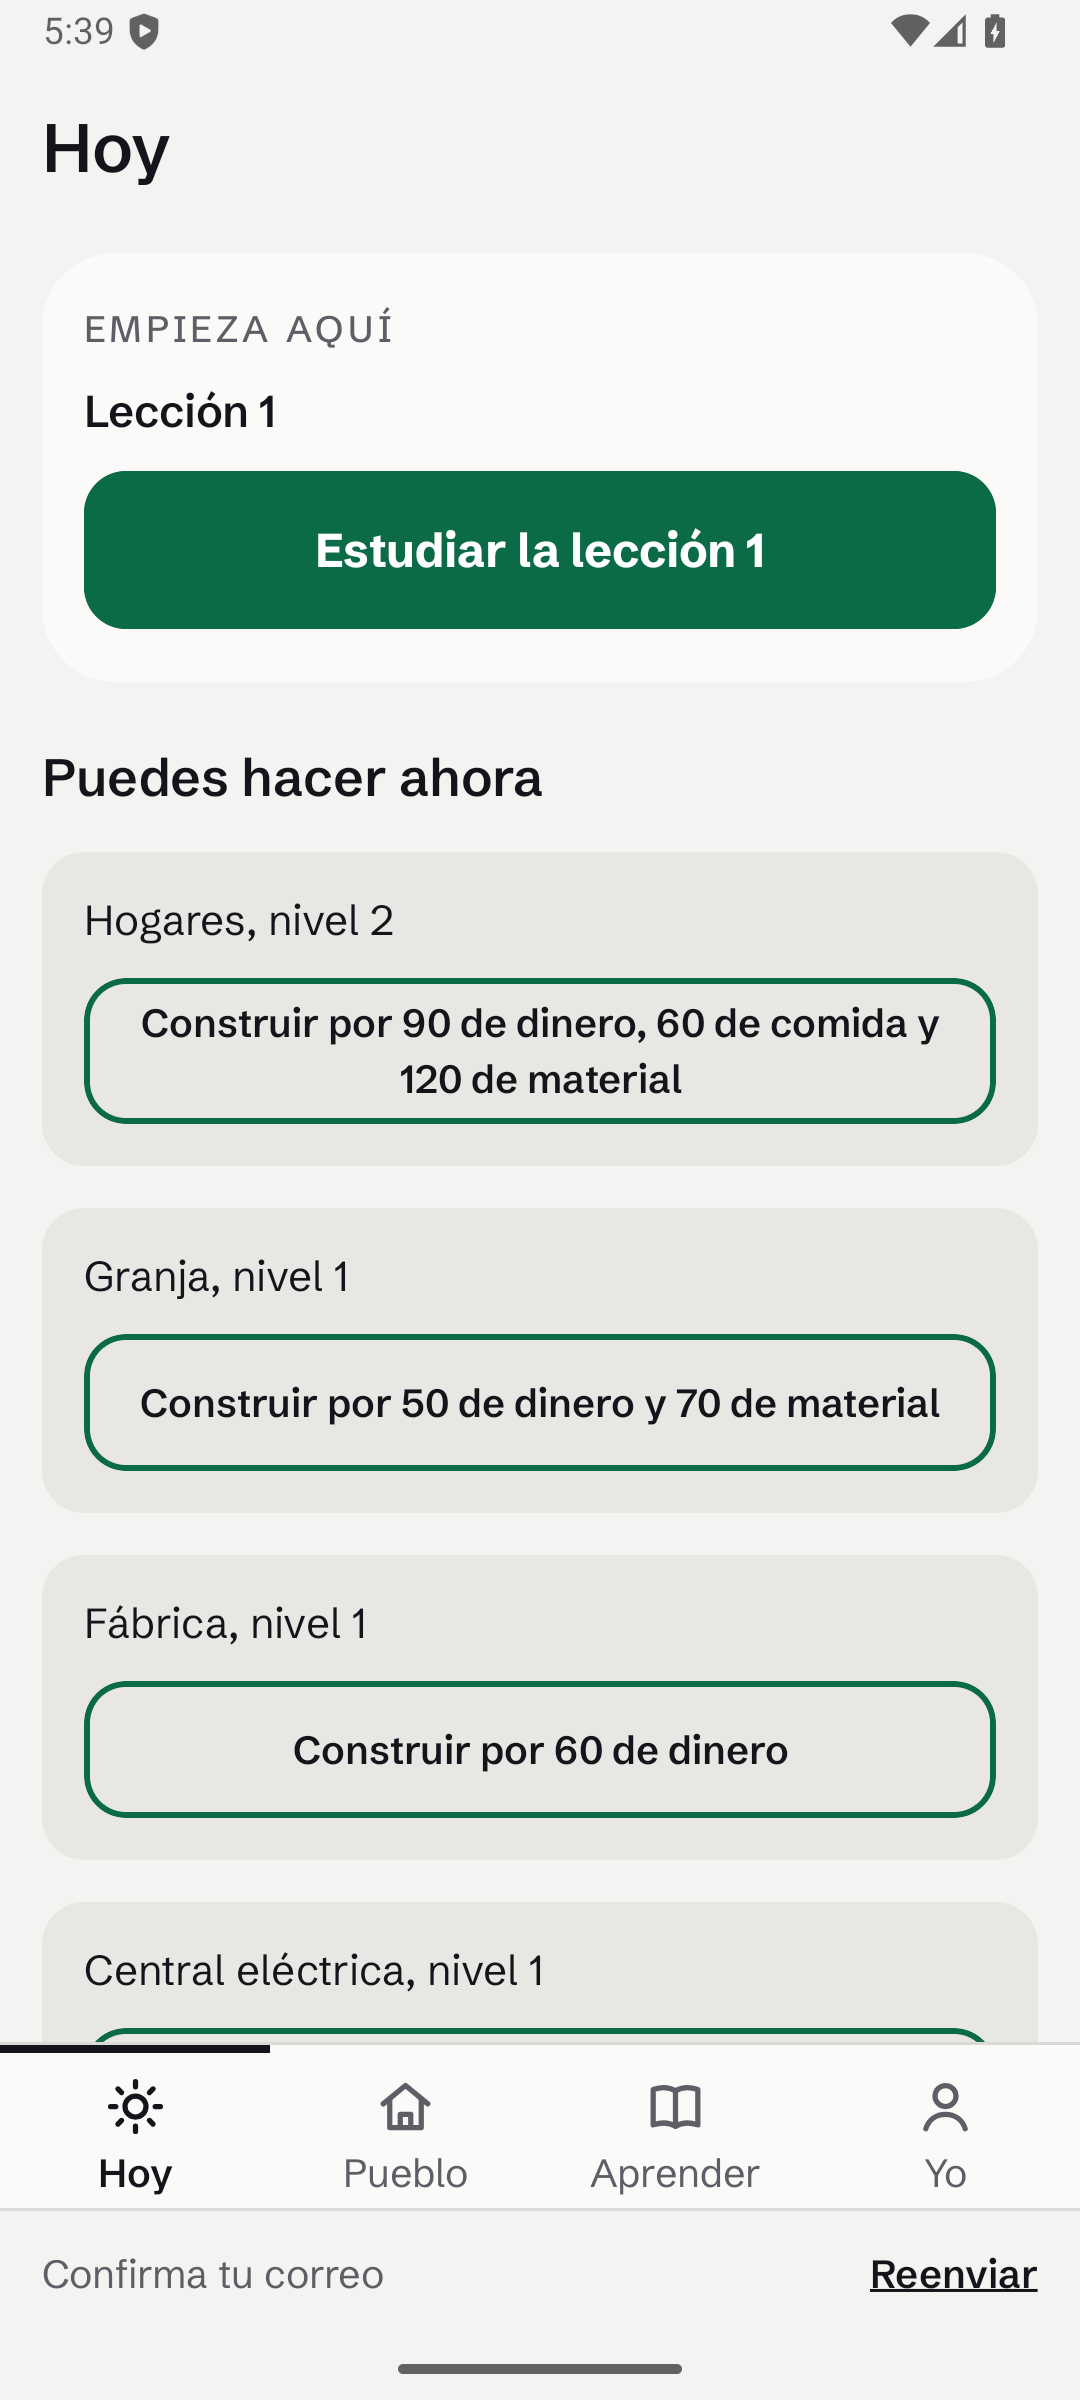 5:39
Hoy
EMPIEZA AQUÍ
Lección 1
Estudiar la lección 1
Puedes hacer ahora
Hogares, nivel 2
Construir por 90 de dinero, 60 de comida y
120 de material
Granja, nivel 1
Construir por 50 de dinero y 70 de material
Fábrica, nivel 1
Construir por 60 de dinero
Central eléctrica, nivel 1
Hoy
Pueblo
Aprender
Yo
Confirma tu correo
Reenviar